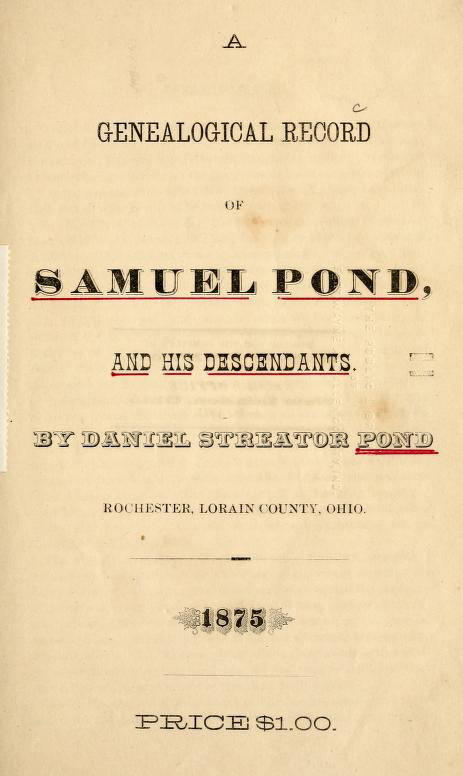 A
GENEALOGICAL RECORD
OF
SAMUEL POND,
AND HIS DESCENDANTS.
BY DANIEL STREATOR POND
ROCHESTER, LORAIN COUNTY, OHIO.
1875
PRICE $1.00.